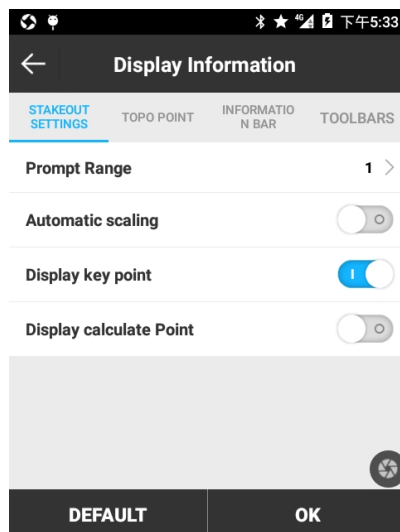 4G 下午5:33
Display Information
STAKEOUT
SETTINGS
TOPO POINT
INFORMATIO
N BAR
TOOLBARS
Prompt Range 1
Automatic scaling
Display key point
Display calculate Point
DEFAULT OK